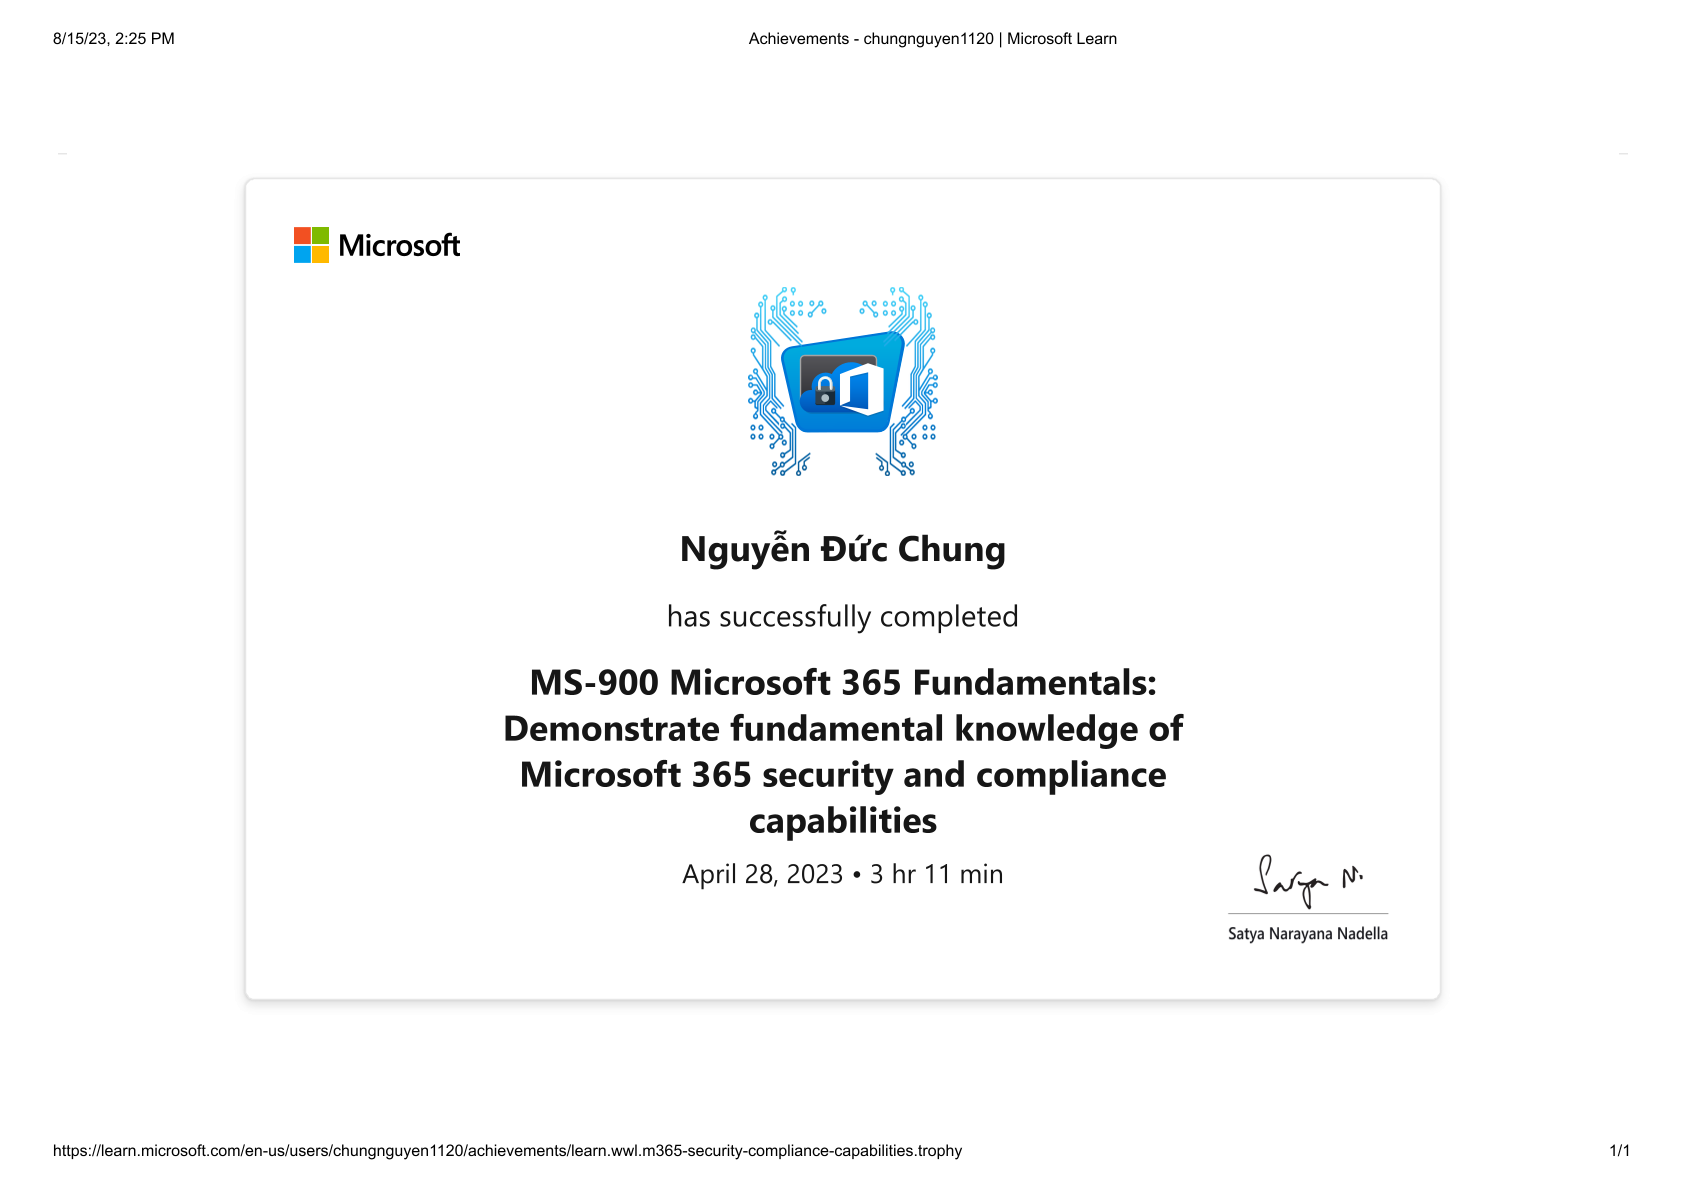 8/15/23, 2:25 PM
Achievements - chungnguyen1120 | Microsoft Learn
Microsoft
Nguyễn Đức Chung
has successfully completed
MS-900 Microsoft 365 Fundamentals:
Demonstrate fundamental knowledge of
Microsoft 365 security and compliance
capabilities
April 28, 2023 • 3 hr 11 min
Satya N.
Satya Narayana Nadella
https://learn.microsoft.com/en-us/users/chungnguyen1120/achievements/learn.wwl.m365-security-compliance-capabilities.trophy
1/1